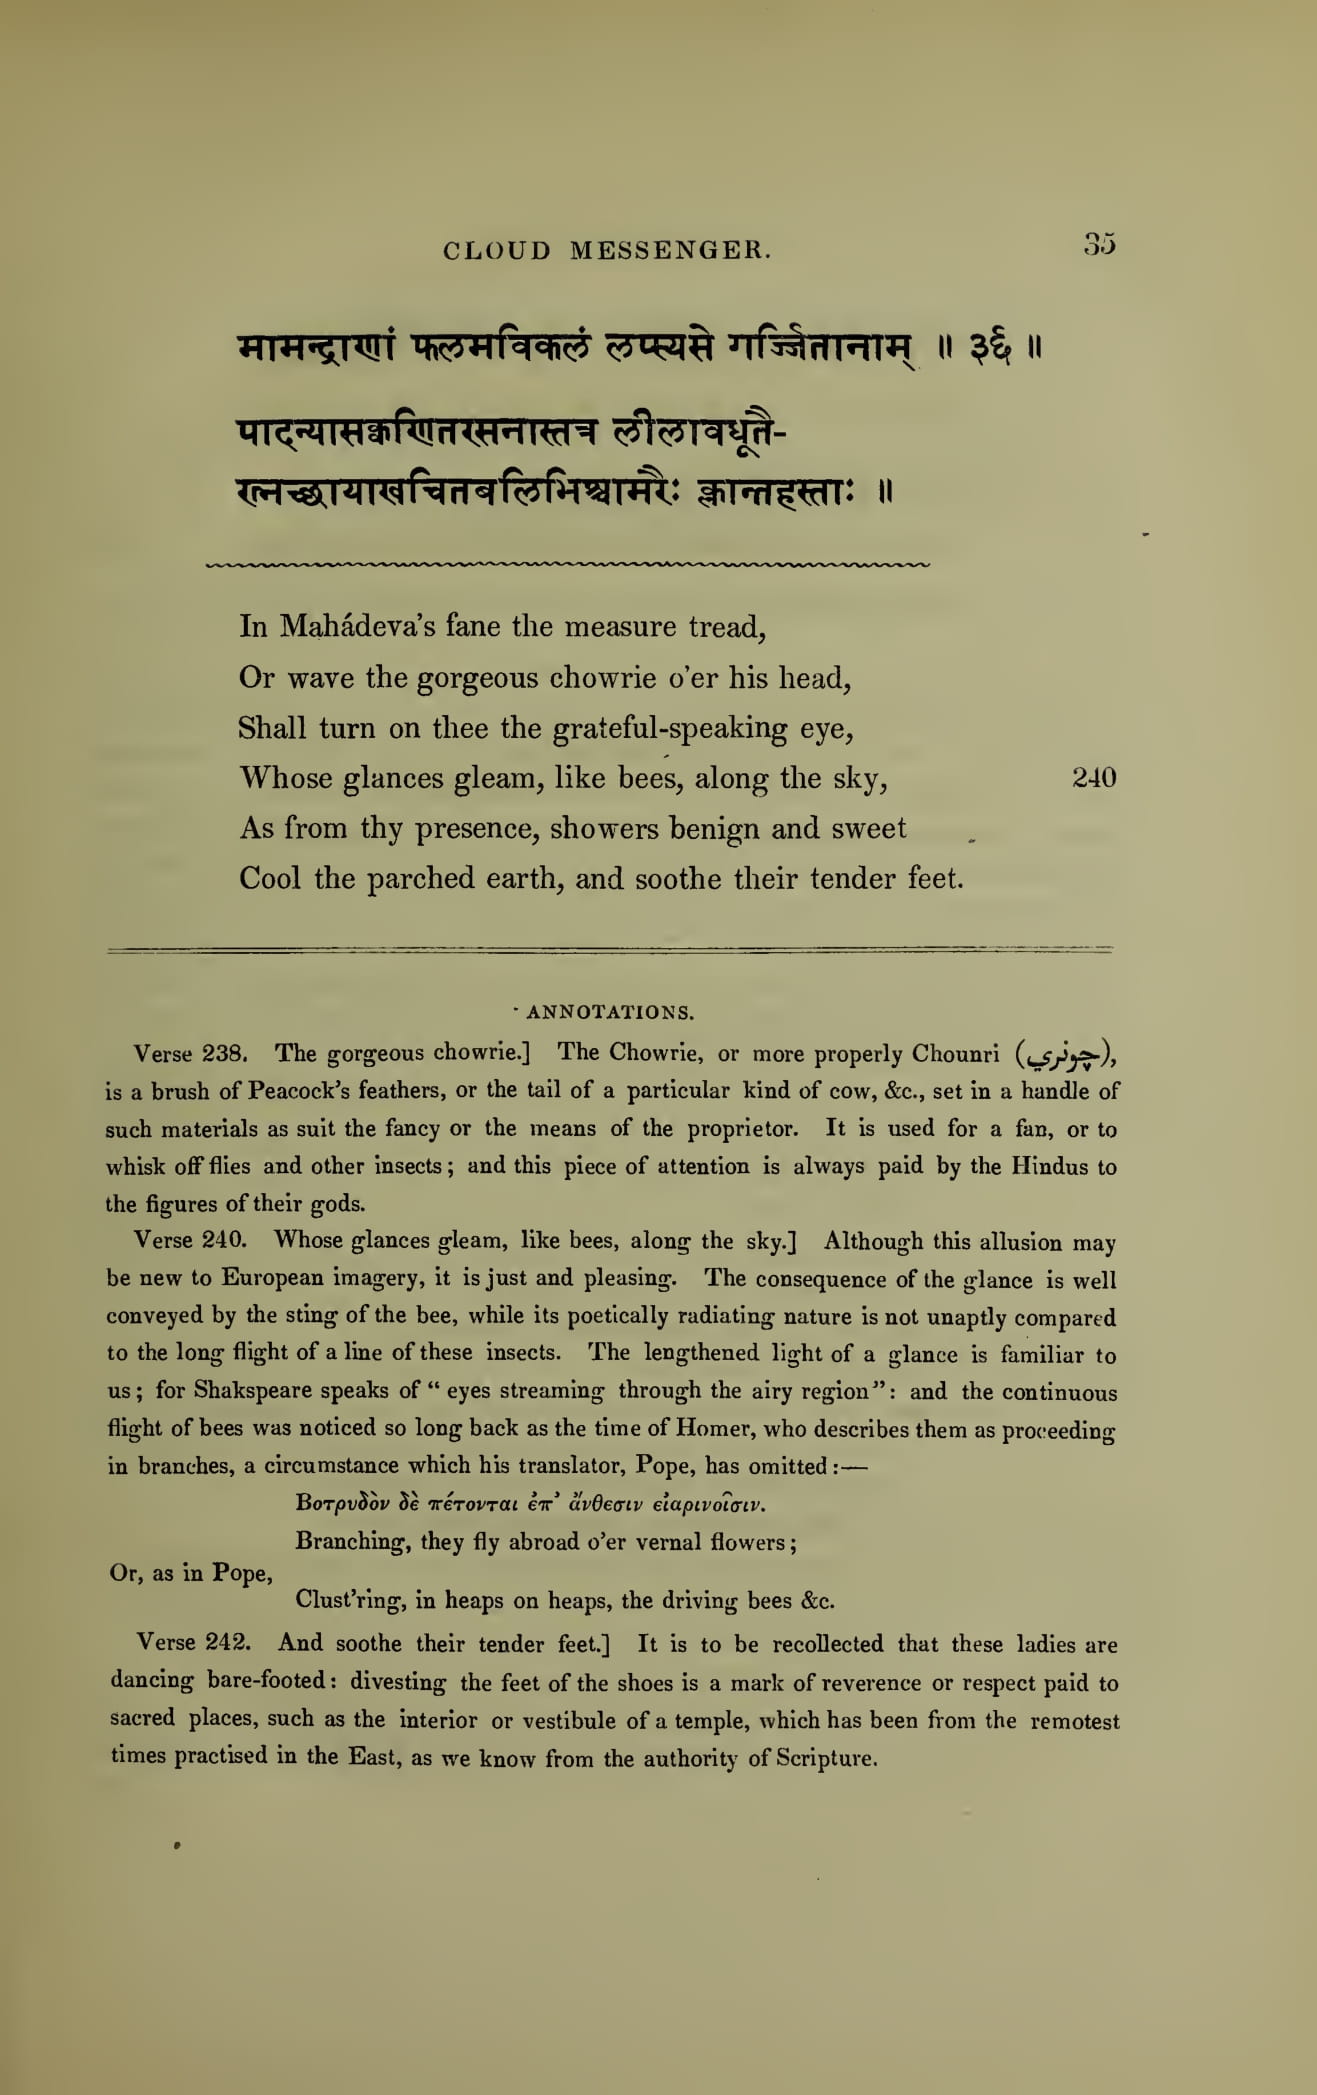 CLOUD MESSENGER. 35
मामन्द्राणां फलमविकलं लप्स्यसे गर्ज्जितानाम् ॥ ३६ ॥
पादन्यासक्वणितरसनास्तत्र लीलावधूतै-
रत्नच्छायाखचितबलिभिश्चामरैः क्लान्तहस्ताः ॥
In Mahádeva's fane the measure tread,
Or wave the gorgeous chowrie o'er his head,
Shall turn on thee the grateful-speaking eye,
Whose glances gleam, like bees, along the sky, 240
As from thy presence, showers benign and sweet
Cool the parched earth, and soothe their tender feet.
ANNOTATIONS.
Verse 238. The gorgeous chowrie.] The Chowrie, or more properly Chounri (چونري),
is a brush of Peacock's feathers, or the tail of a particular kind of cow, &c., set in a handle of
such materials as suit the fancy or the means of the proprietor. It is used for a fan, or to
whisk off flies and other insects; and this piece of attention is always paid by the Hindus to
the figures of their gods.
Verse 240. Whose glances gleam, like bees, along the sky.] Although this allusion may
be new to European imagery, it is just and pleasing. The consequence of the glance is well
conveyed by the sting of the bee, while its poetically radiating nature is not unaptly compared
to the long flight of a line of these insects. The lengthened light of a glance is familiar to
us; for Shakspeare speaks of "eyes streaming through the airy region": and the continuous
flight of bees was noticed so long back as the time of Homer, who describes them as proceeding
in branches, a circumstance which his translator, Pope, has omitted:—
Βοτρυδὸν δὲ πέτονται ἐπ' ἄνθεσιν εἰαρινοῖσιν.
Branching, they fly abroad o'er vernal flowers;
Or, as in Pope,
Clust'ring, in heaps on heaps, the driving bees &c.
Verse 242. And soothe their tender feet.] It is to be recollected that these ladies are
dancing bare-footed: divesting the feet of the shoes is a mark of reverence or respect paid to
sacred places, such as the interior or vestibule of a temple, which has been from the remotest
times practised in the East, as we know from the authority of Scripture.